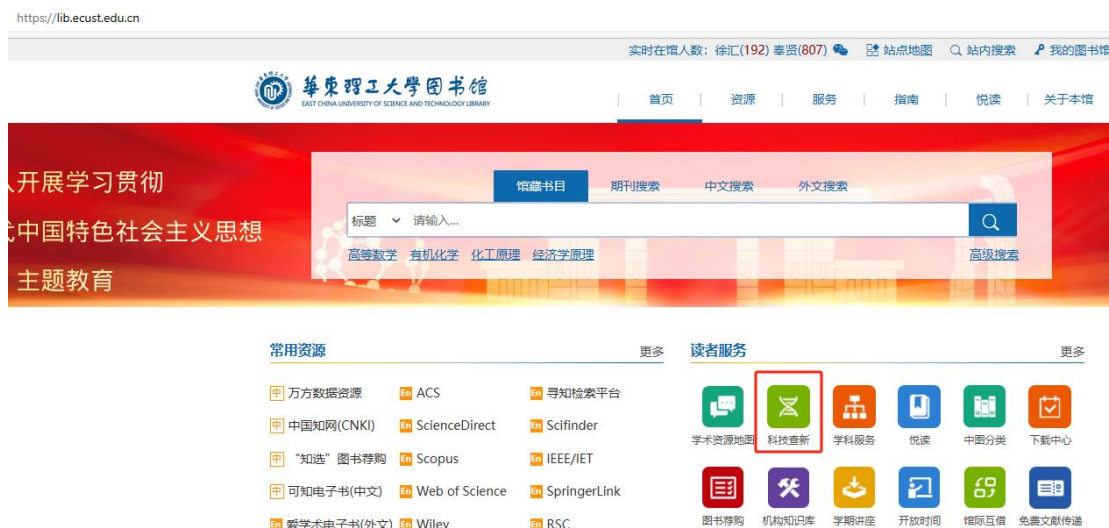 https://lib.ecust.edu.cn
实时在馆人数：徐汇(192) 奉贤(807) 站点地图 站内搜索 我的图书馆
華東理工大學图书馆
EAST CHINA UNIVERSITY OF SCIENCE AND TECHNOLOGY LIBRARY
首页 资源 服务 指南 悦读 关于本馆
开展学习贯彻
中国特色社会主义思想
主题教育
馆藏书目 期刊搜索 中文搜索 外文搜索
标题 请输入...
高等数学 有机化学 化工原理 经济学原理 高级搜索
常用资源 更多 读者服务 更多
中 万方数据资源 En ACS En 寻知检索平台
中 中国知网(CNKI) En ScienceDirect En Scifinder
中 “知选”图书荐购 En Scopus En IEEE/IET
中 可知电子书(中文) En Web of Science En SpringerLink
En 爱学术电子书(外文) En Wiley En RSC
学术资源地图 科技查新 学科服务 悦读 中图分类 下载中心
图书荐购 机构知识库 学期讲座 开放时间 馆际互借 免费文献传递